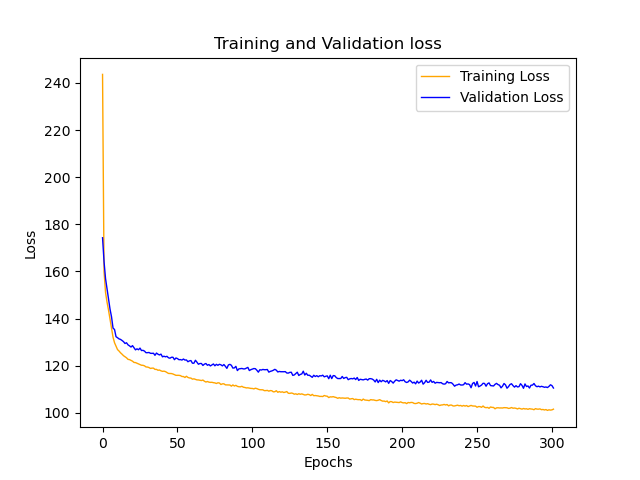 Training and Validation loss
Training Loss
Validation Loss
Loss
240
220
200
180
160
140
120
100
0 50 100 150 200 250 300
Epochs